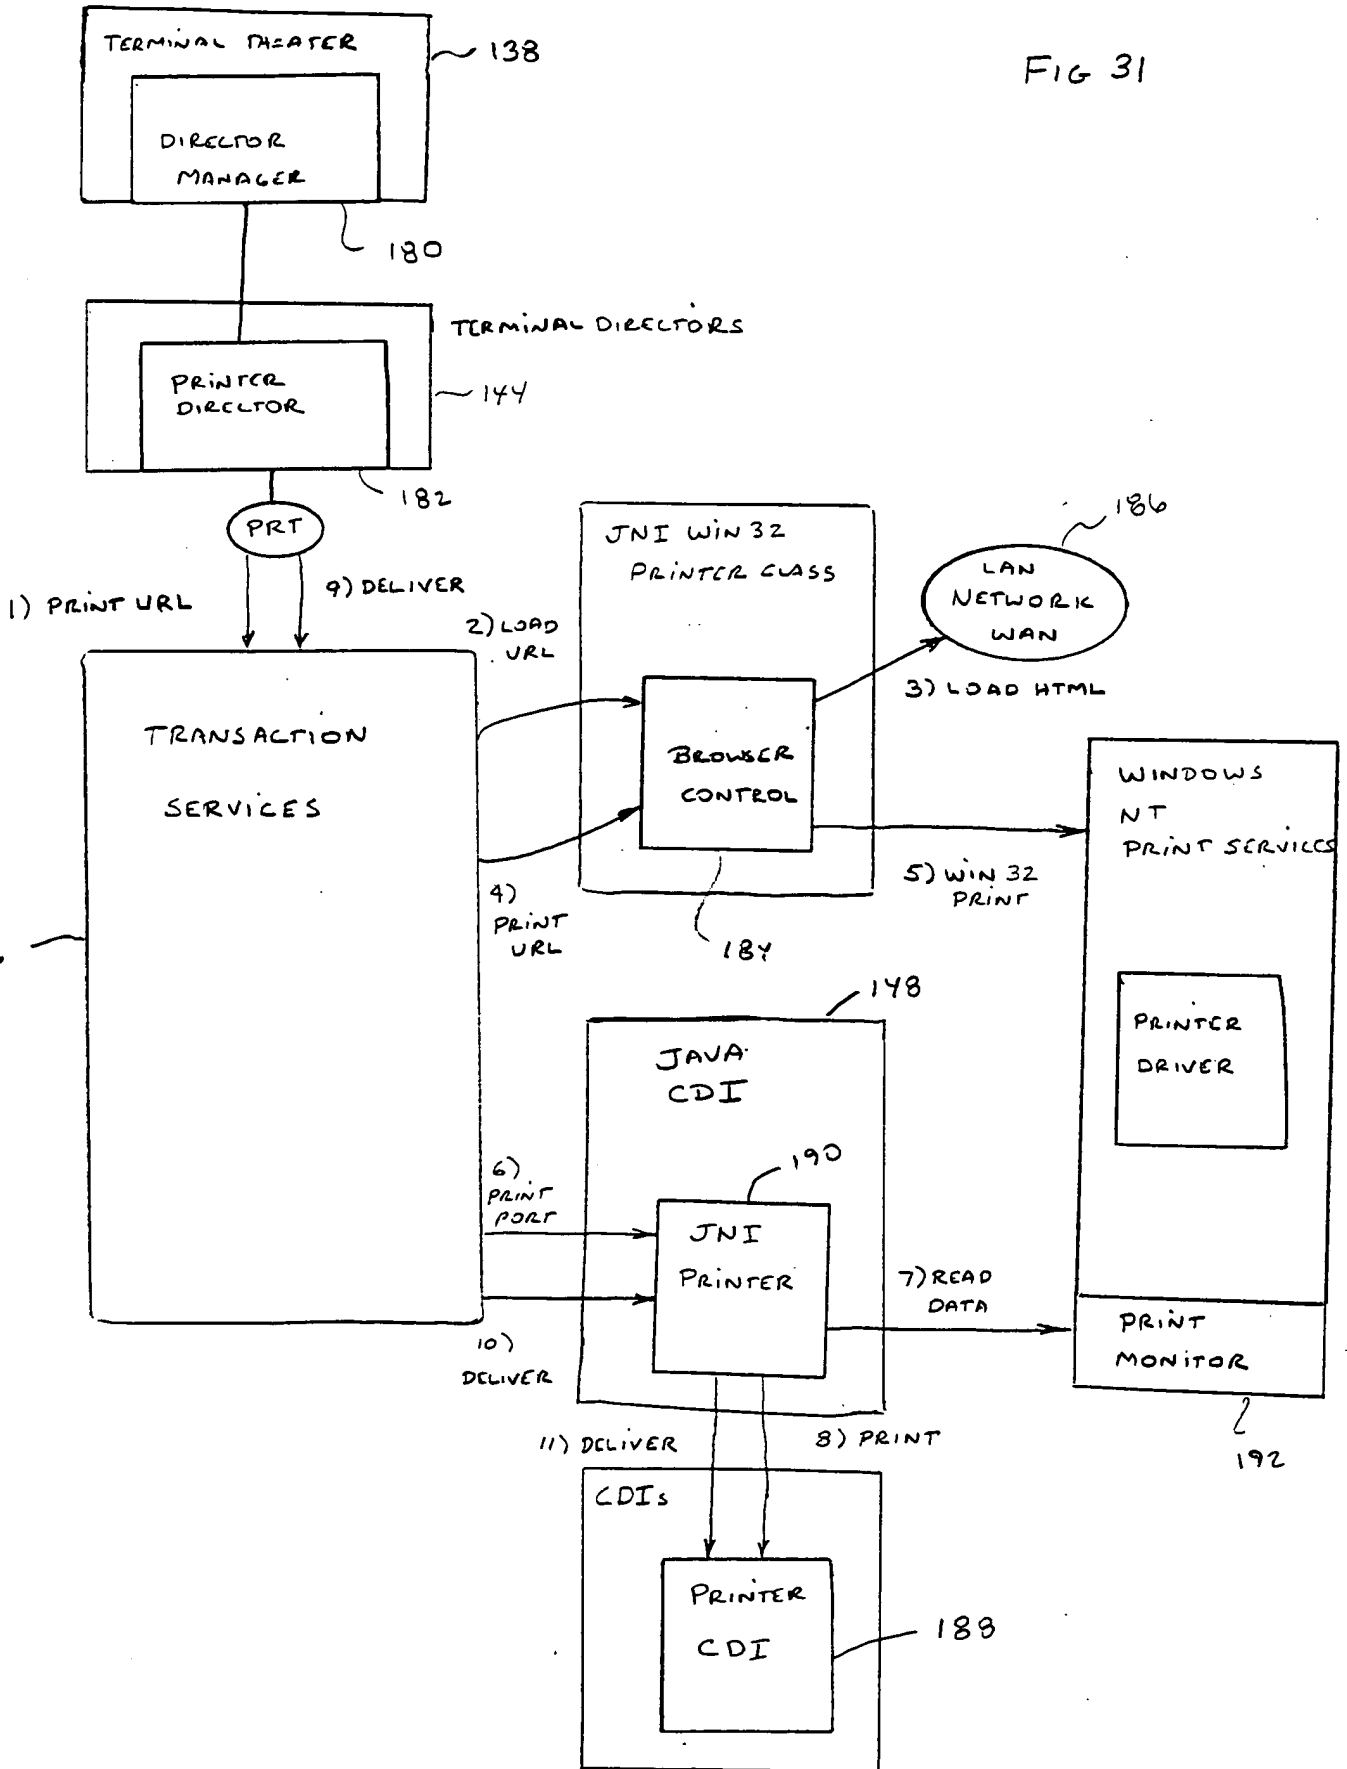 FIG 31
TERMINAL THEATER
138
DIRECTOR
MANAGER
180
TERMINAL DIRECTORS
PRINTER
DIRECTOR
144
182
PRT
1) PRINT URL
9) DELIVER
TRANSACTION
SERVICES
2) LOAD
URL
JNI WIN 32
PRINTER CLASS
186
LAN
NETWORK
WAN
3) LOAD HTML
BROWSER
CONTROL
4)
PRINT
URL
184
5) WIN 32
PRINT
WINDOWS
NT
PRINT SERVICES
PRINTER
DRIVER
148
JAVA
CDI
190
6)
PRINT
PORT
JNI
PRINTER
7) READ
DATA
PRINT
MONITOR
192
10)
DELIVER
11) DELIVER
8) PRINT
CDIs
PRINTER
CDI
188